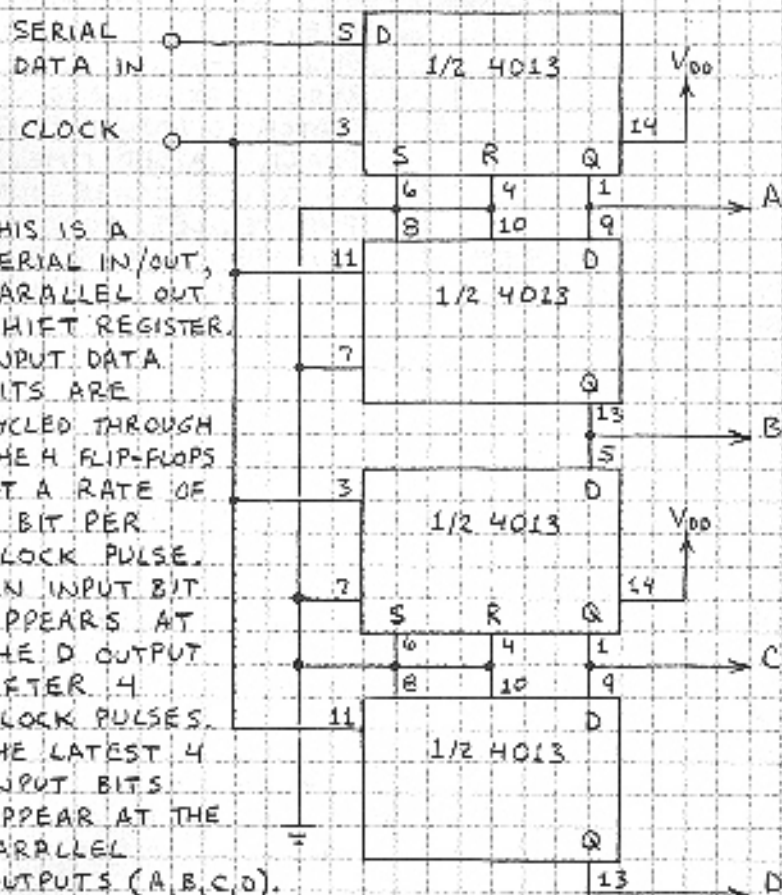 SERIAL
DATA IN
CLOCK
5 D
1/2 4013
VDD
3
14
S R Q
6 4 1
A
8 10 9
D
11
1/2 4013
7
Q
13
B
5
D
3
1/2 4013
VDD
7
14
S R Q
6 4 1
C
8 10 9
D
11
1/2 4013
Q
13
D
HIS IS A
ERIAL IN/OUT,
ARALLEL OUT
HIFT REGISTER.
NPUT DATA
ITS ARE
YCLED THROUGH
HE 4 FLIP-FLOPS
T A RATE OF
BIT PER
LOCK PULSE.
N INPUT BIT
PPEARS AT
HE D OUTPUT
FTER 4
LOCK PULSES.
HE LATEST 4
NPUT BITS
PPEAR AT THE
ARALLEL
UTPUTS (A,B,C,D).